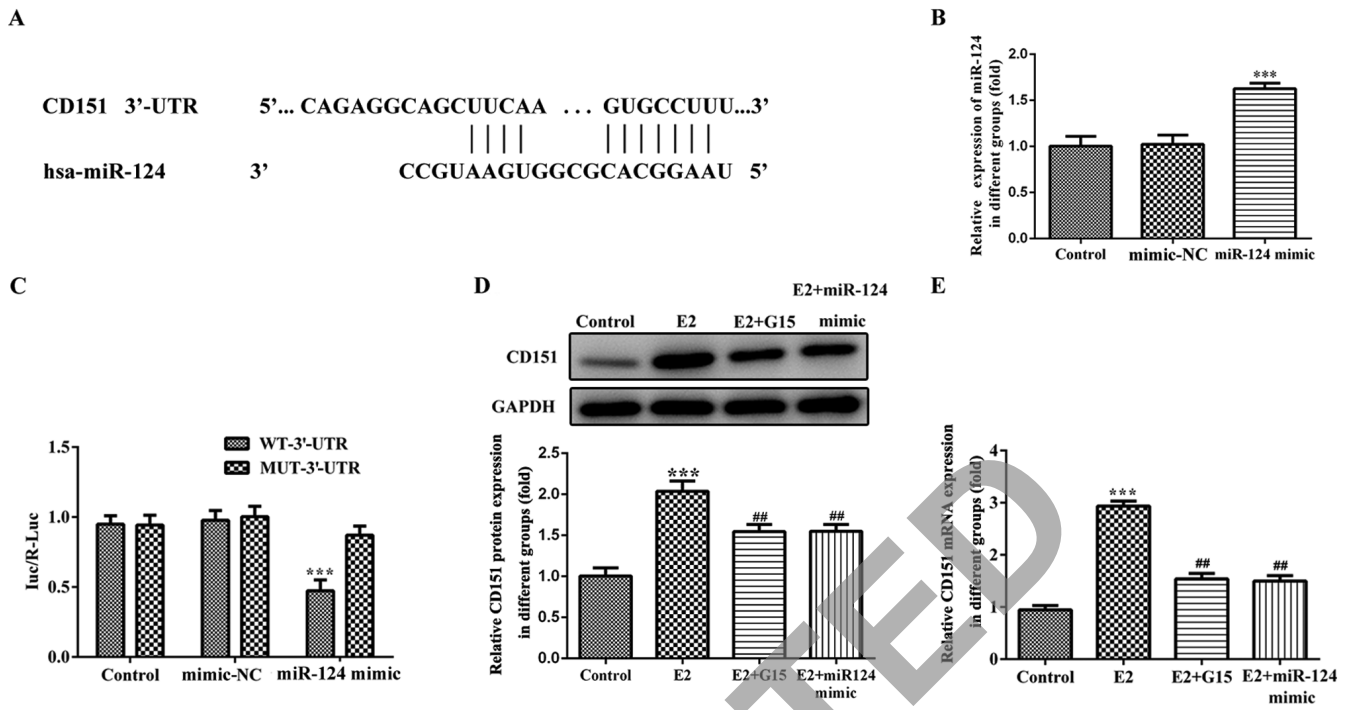 A
CD151 3’-UTR 5’... CAGAGGCAGCUUCAA ... GUGCCUUU...3’
hsa-miR-124 3’ CCGUAAGUGGCGCACGGAAU 5’
B
Relative expression of miR-124
in different groups (fold)
2.0
1.5
1.0
0.5
0.0
***
Control mimic-NC miR-124 mimic
C
Iuc/R-Luc
1.5
1.0
0.5
0.0
WT-3'-UTR
MUT-3'-UTR
***
Control mimic-NC miR-124 mimic
D
Control E2 E2+G15 E2+miR-124
mimic
CD151
GAPDH
Relative CD151 protein expression
in different groups (fold)
2.5
2.0
1.5
1.0
0.5
0.0
***
##
##
Control E2 E2+G15 E2+miR124
mimic
E
Relative CD151 mRNA expression
in different groups (fold)
4
3
2
1
0
***
##
##
Control E2 E2+G15 E2+miR-124
mimic
TED